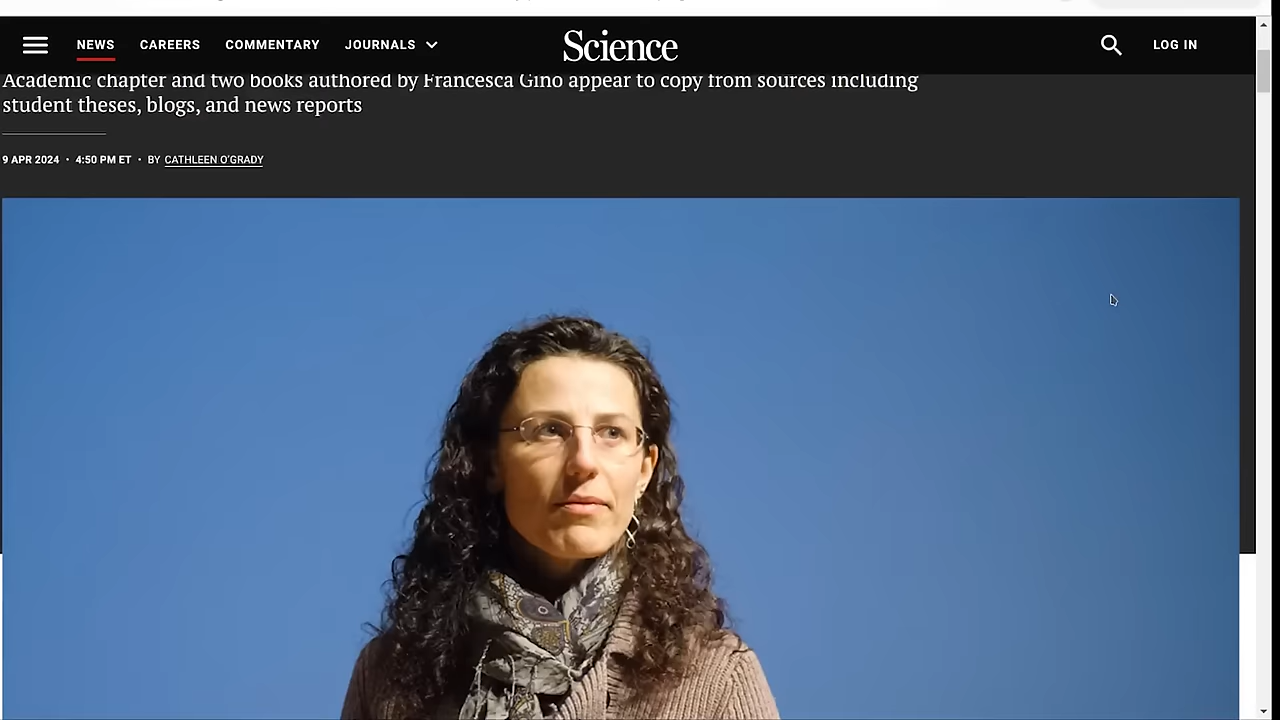 NEWS CAREERS COMMENTARY JOURNALS Science LOG IN
Academic chapter and two books authored by Francesca Gino appear to copy from sources including
student theses, blogs, and news reports
9 APR 2024 • 4:50 PM ET • BY CATHLEEN O'GRADY